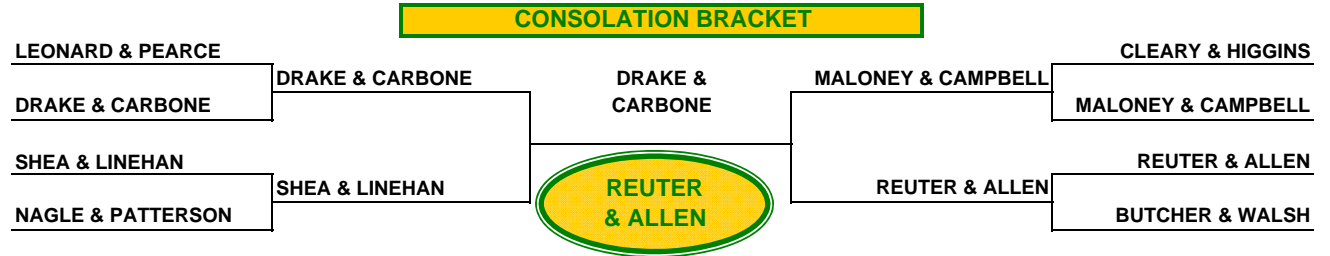 CONSOLATION BRACKET
LEONARD & PEARCE
DRAKE & CARBONE
SHEA & LINEHAN
NAGLE & PATTERSON
DRAKE & CARBONE
SHEA & LINEHAN
DRAKE &
CARBONE
REUTER
& ALLEN
MALONEY & CAMPBELL
REUTER & ALLEN
CLEARY & HIGGINS
MALONEY & CAMPBELL
REUTER & ALLEN
BUTCHER & WALSH